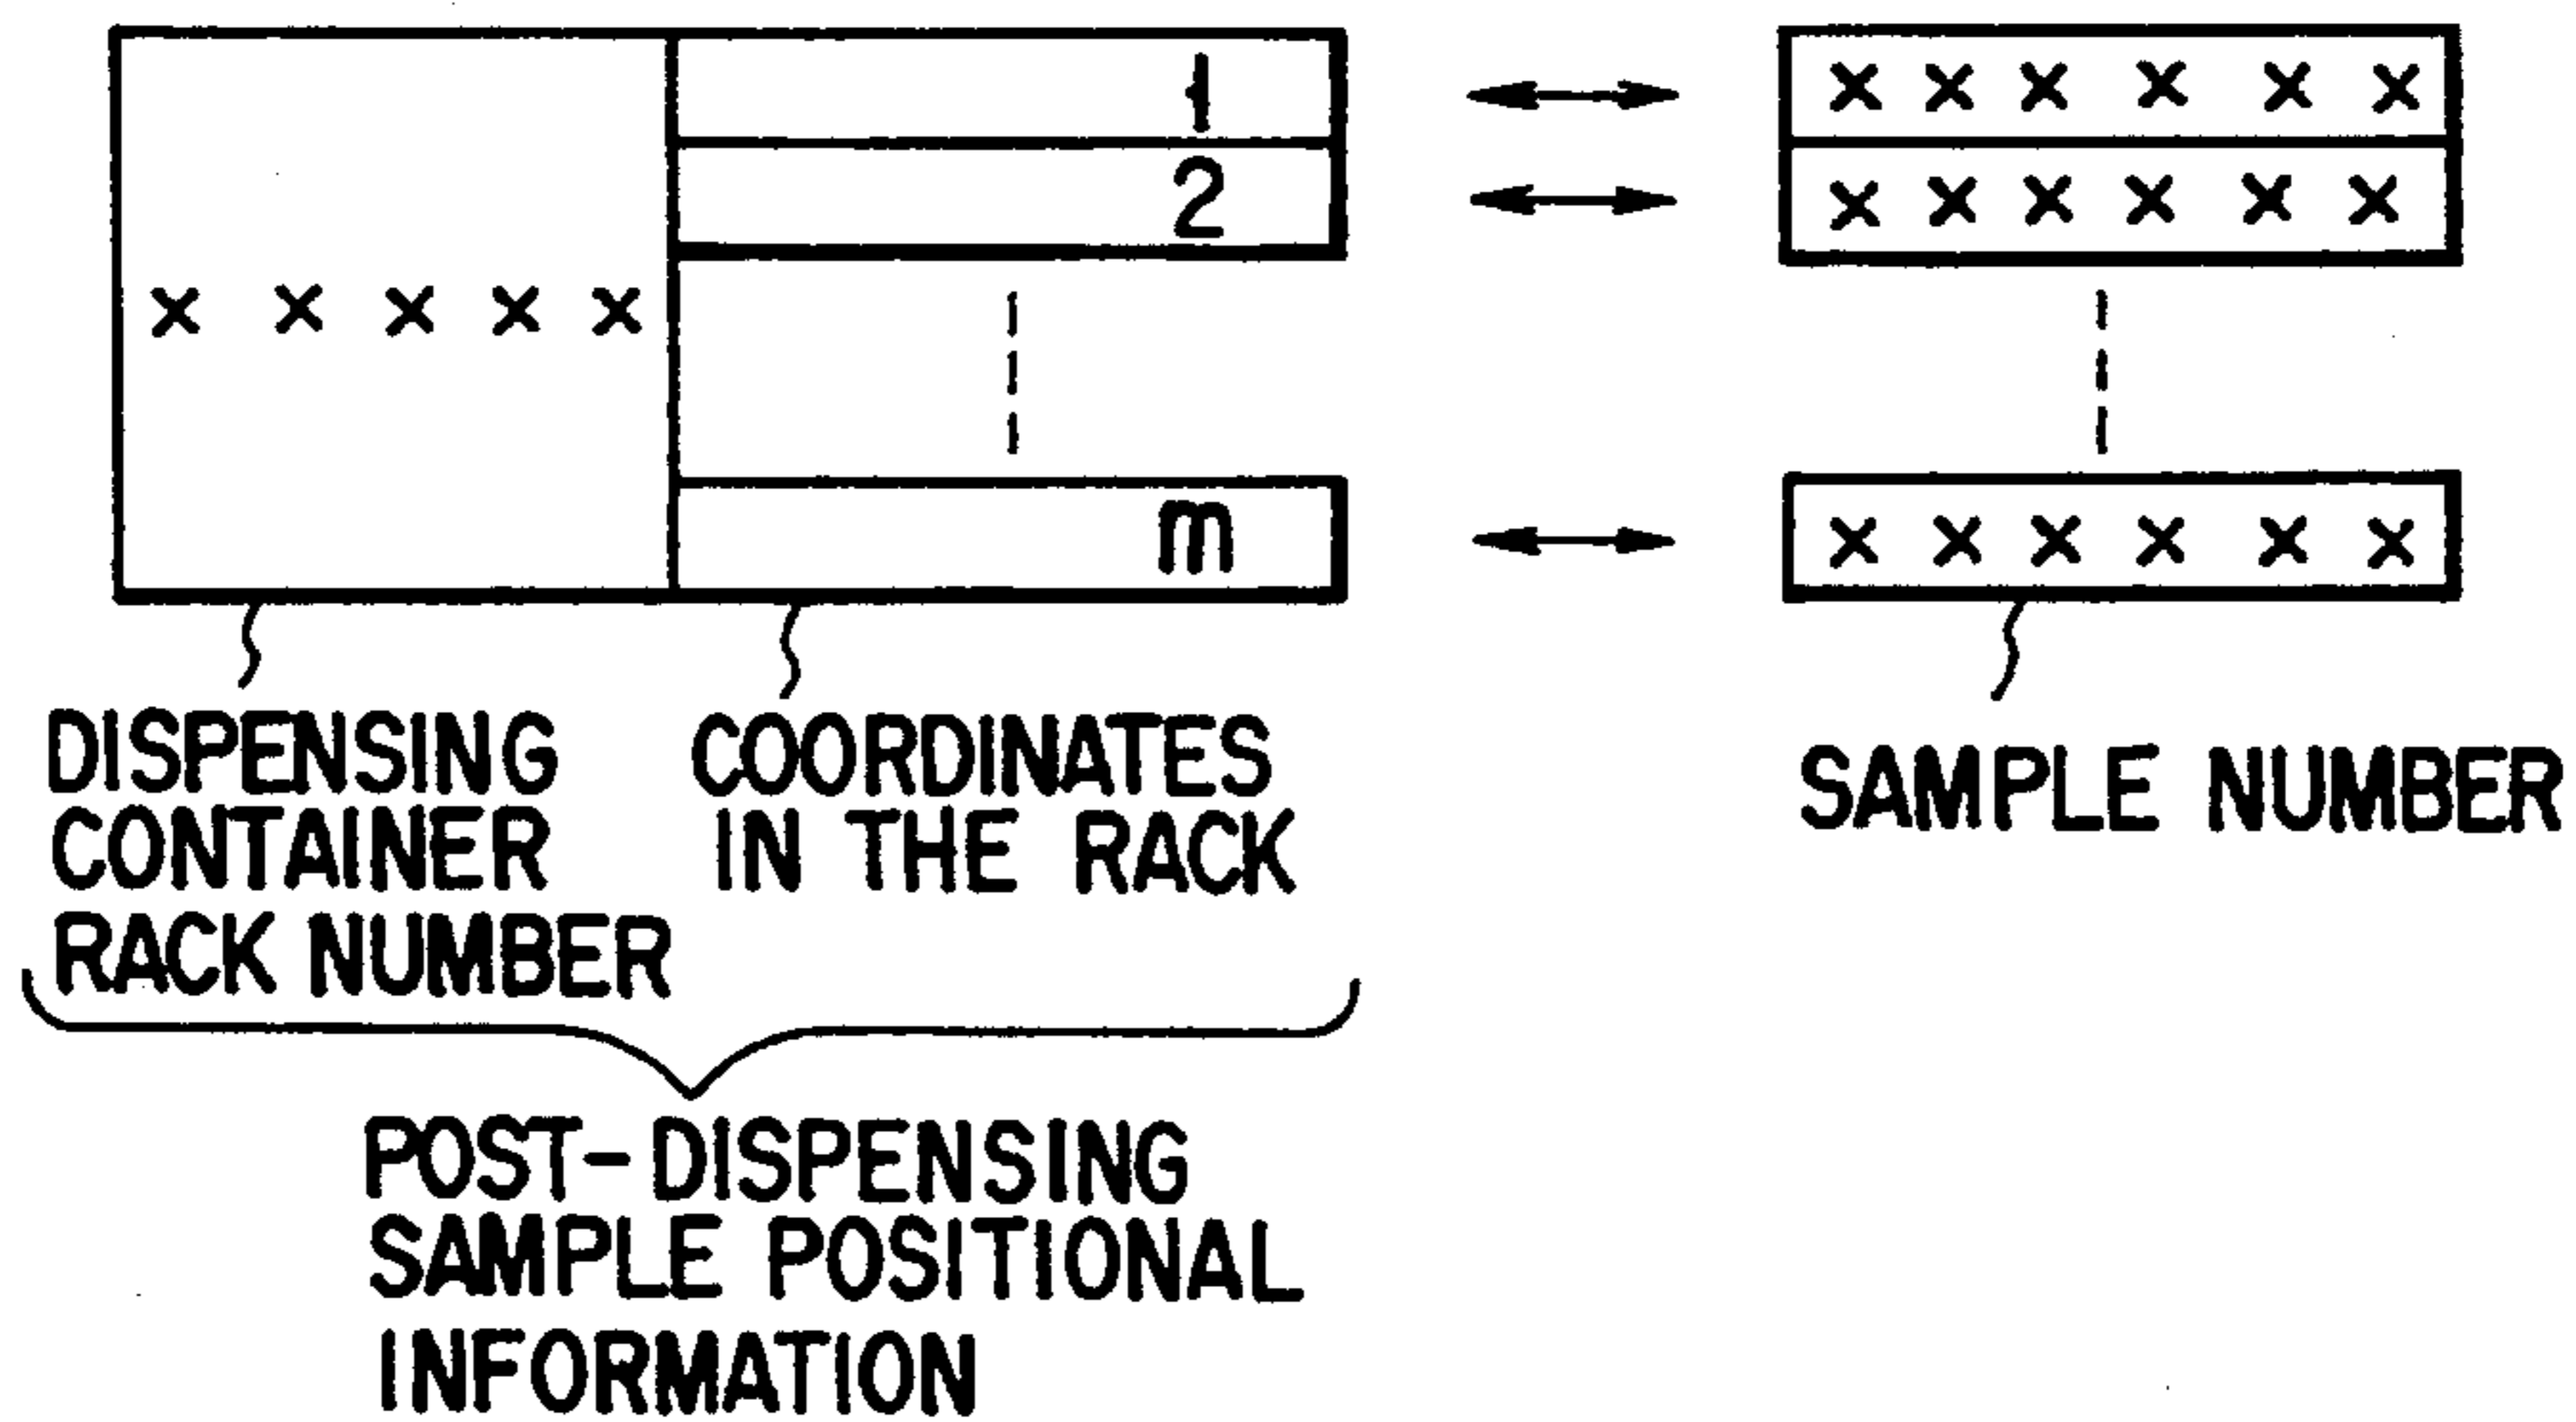 1
× × × × × ×
2
× × × × × ×
× × × × ×
m
× × × × × ×
DISPENSING
CONTAINER
RACK NUMBER
COORDINATES
IN THE RACK
SAMPLE NUMBER
POST-DISPENSING
SAMPLE POSITIONAL
INFORMATION